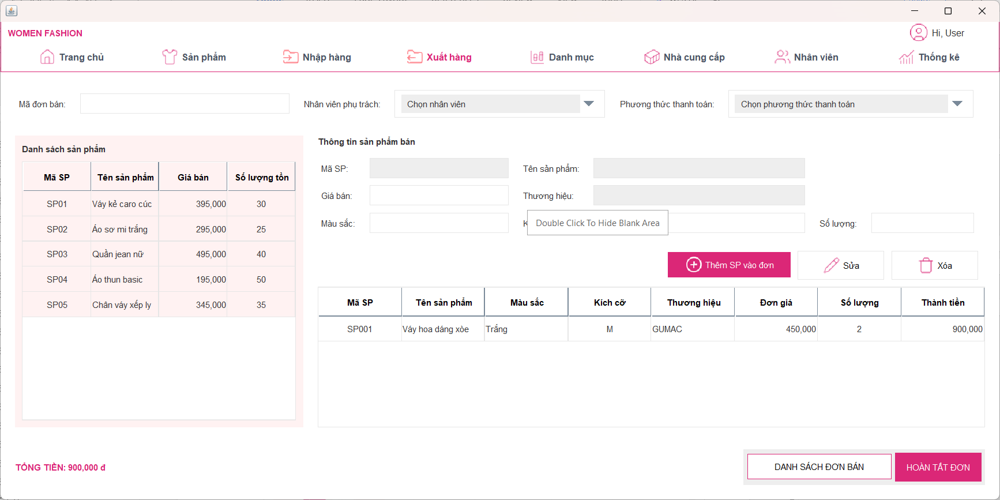 WOMEN FASHION
Hi, User
Trang chủ
Sản phẩm
Nhập hàng
Xuất hàng
Danh mục
Nhà cung cấp
Nhân viên
Thống kê
Mã đơn bán:
Nhân viên phụ trách:
Chọn nhân viên
Phương thức thanh toán:
Chọn phương thức thanh toán
Danh sách sản phẩm
Mã SP Tên sản phẩm Giá bán Số lượng tồn
SP01 Váy kẻ caro cúc 395,000 30
SP02 Áo sơ mi trắng 295,000 25
SP03 Quần jean nữ 495,000 40
SP04 Áo thun basic 195,000 50
SP05 Chân váy xếp ly 345,000 35
Thông tin sản phẩm bán
Mã SP:
Tên sản phẩm:
Giá bán:
Thương hiệu:
Màu sắc:
K
Double Click To Hide Blank Area
Số lượng:
Thêm SP vào đơn
Sửa
Xóa
Mã SP Tên sản phẩm Màu sắc Kích cỡ Thương hiệu Đơn giá Số lượng Thành tiền
SP001 Váy hoa dáng xòe Trắng M GUMAC 450,000 2 900,000
TỔNG TIỀN: 900,000 đ
DANH SÁCH ĐƠN BÁN
HOÀN TẤT ĐƠN